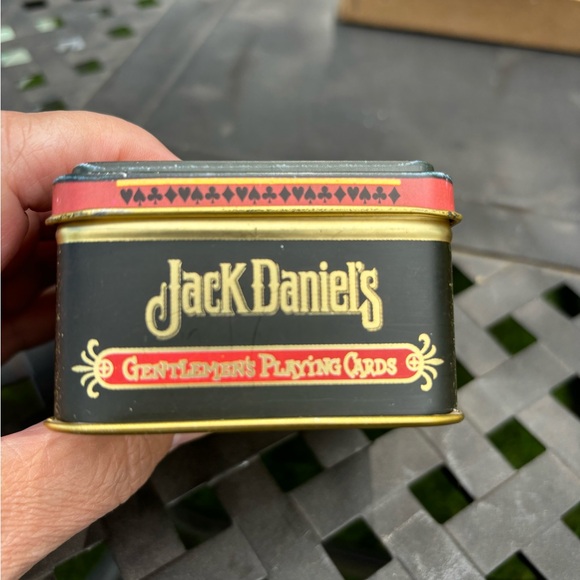 Jack Daniel's
Gentlemen's Playing Cards